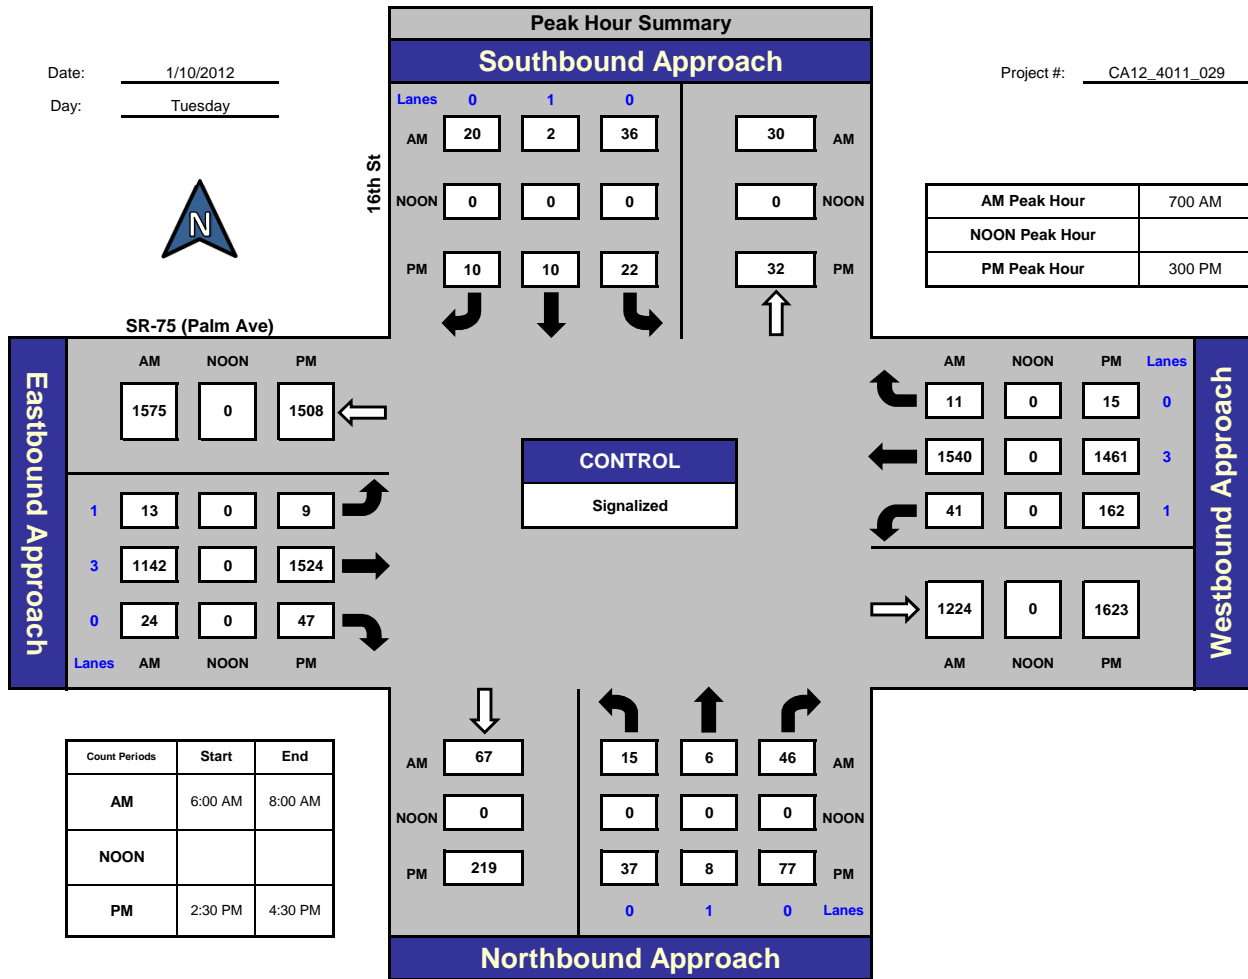 Peak Hour Summary
Southbound Approach
Date: 1/10/2012
Project #: CA12_4011_029
Day: Tuesday
Lanes 0 1 0
AM 20 2 36 30 AM
16th St
N
NOON 0 0 0 0 NOON
AM Peak Hour 700 AM
NOON Peak Hour
PM Peak Hour 300 PM
PM 10 10 22 32 PM
SR-75 (Palm Ave)
Eastbound Approach
AM NOON PM
1575 0 1508
1 13 0 9
3 1142 0 1524
0 24 0 47
Lanes AM NOON PM
CONTROL
Signalized
AM NOON PM Lanes
11 0 15 0
1540 0 1461 3
41 0 162 1
1224 0 1623
AM NOON PM
Westbound Approach
Count Periods Start End
AM 6:00 AM 8:00 AM
NOON
PM 2:30 PM 4:30 PM
AM 67 15 6 46 AM
NOON 0 0 0 0 NOON
PM 219 37 8 77 PM
0 1 0 Lanes
Northbound Approach